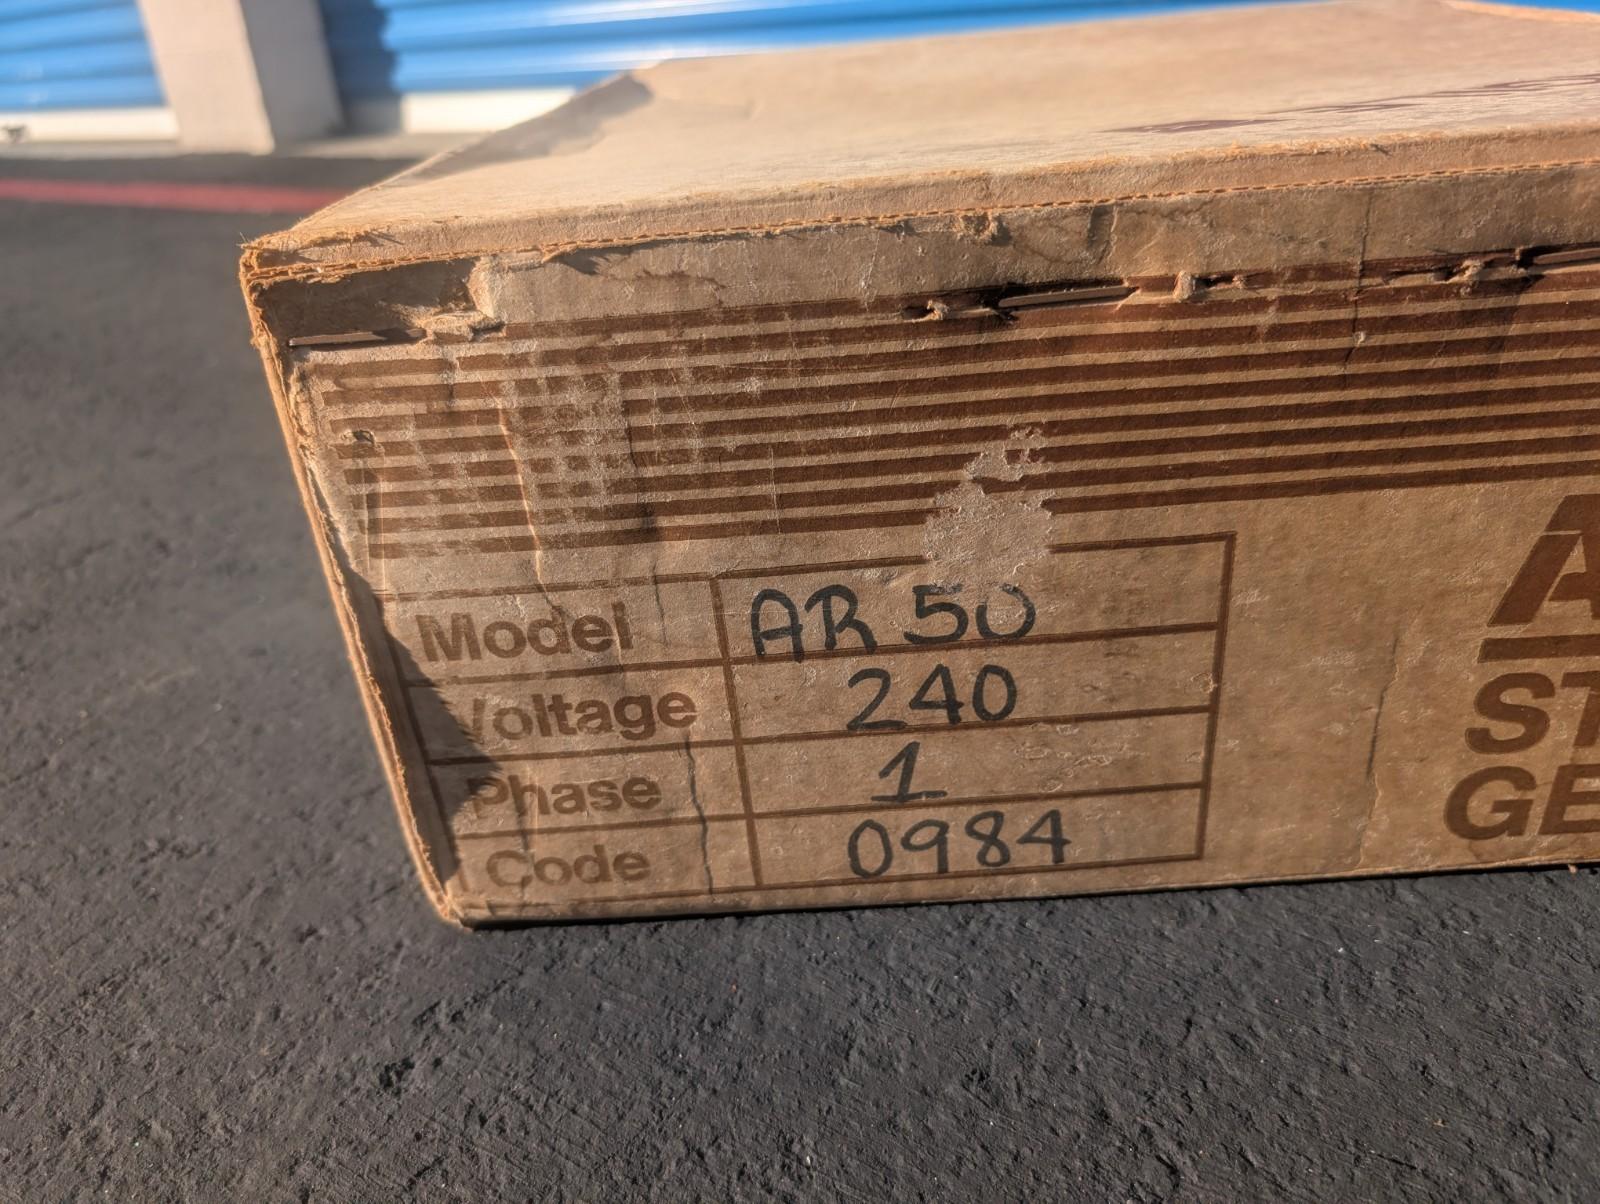 Model AR 50
Voltage 240
Phase 1
Code 0984